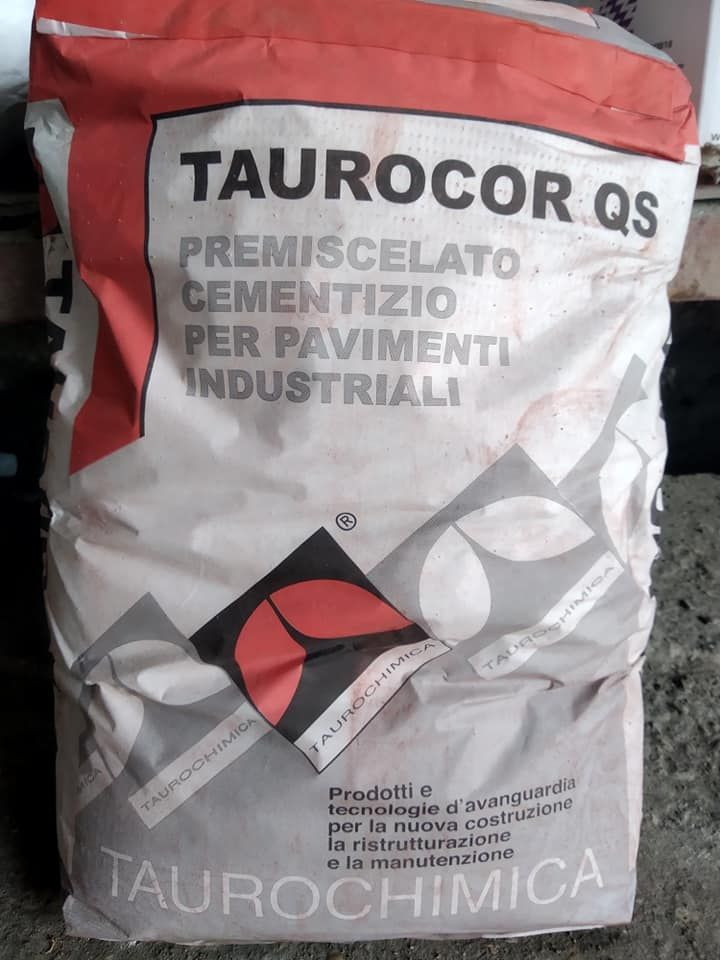 TAUROCOR QS
PREMISCELATO
CEMENTIZIO
PER PAVIMENTI
INDUSTRIALI
®
TAUROCHIMICA
TAUROCHIMICA
TAUROCHIMICA
MICA
Prodotti e
tecnologie d'avanguardia
per la nuova costruzione
la ristrutturazione
e la manutenzione
TAUROCHIMICA